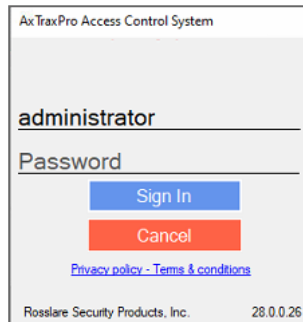 AxTraxPro Access Control System
administrator
Password
Sign In
Cancel
Privacy policy - Terms & conditions
Rosslare Security Products, Inc. 28.0.0.26